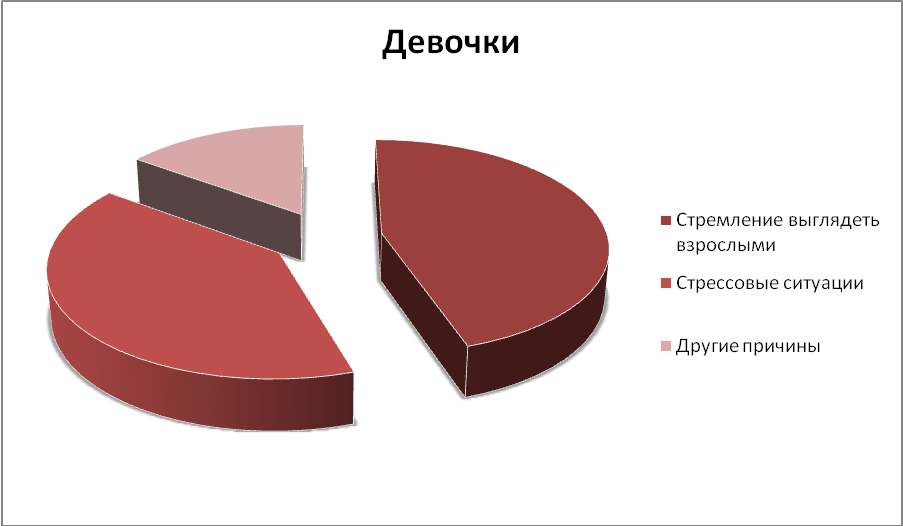 Девочки
Стремление выглядеть
взрослыми
Стрессовые ситуации
Другие причины